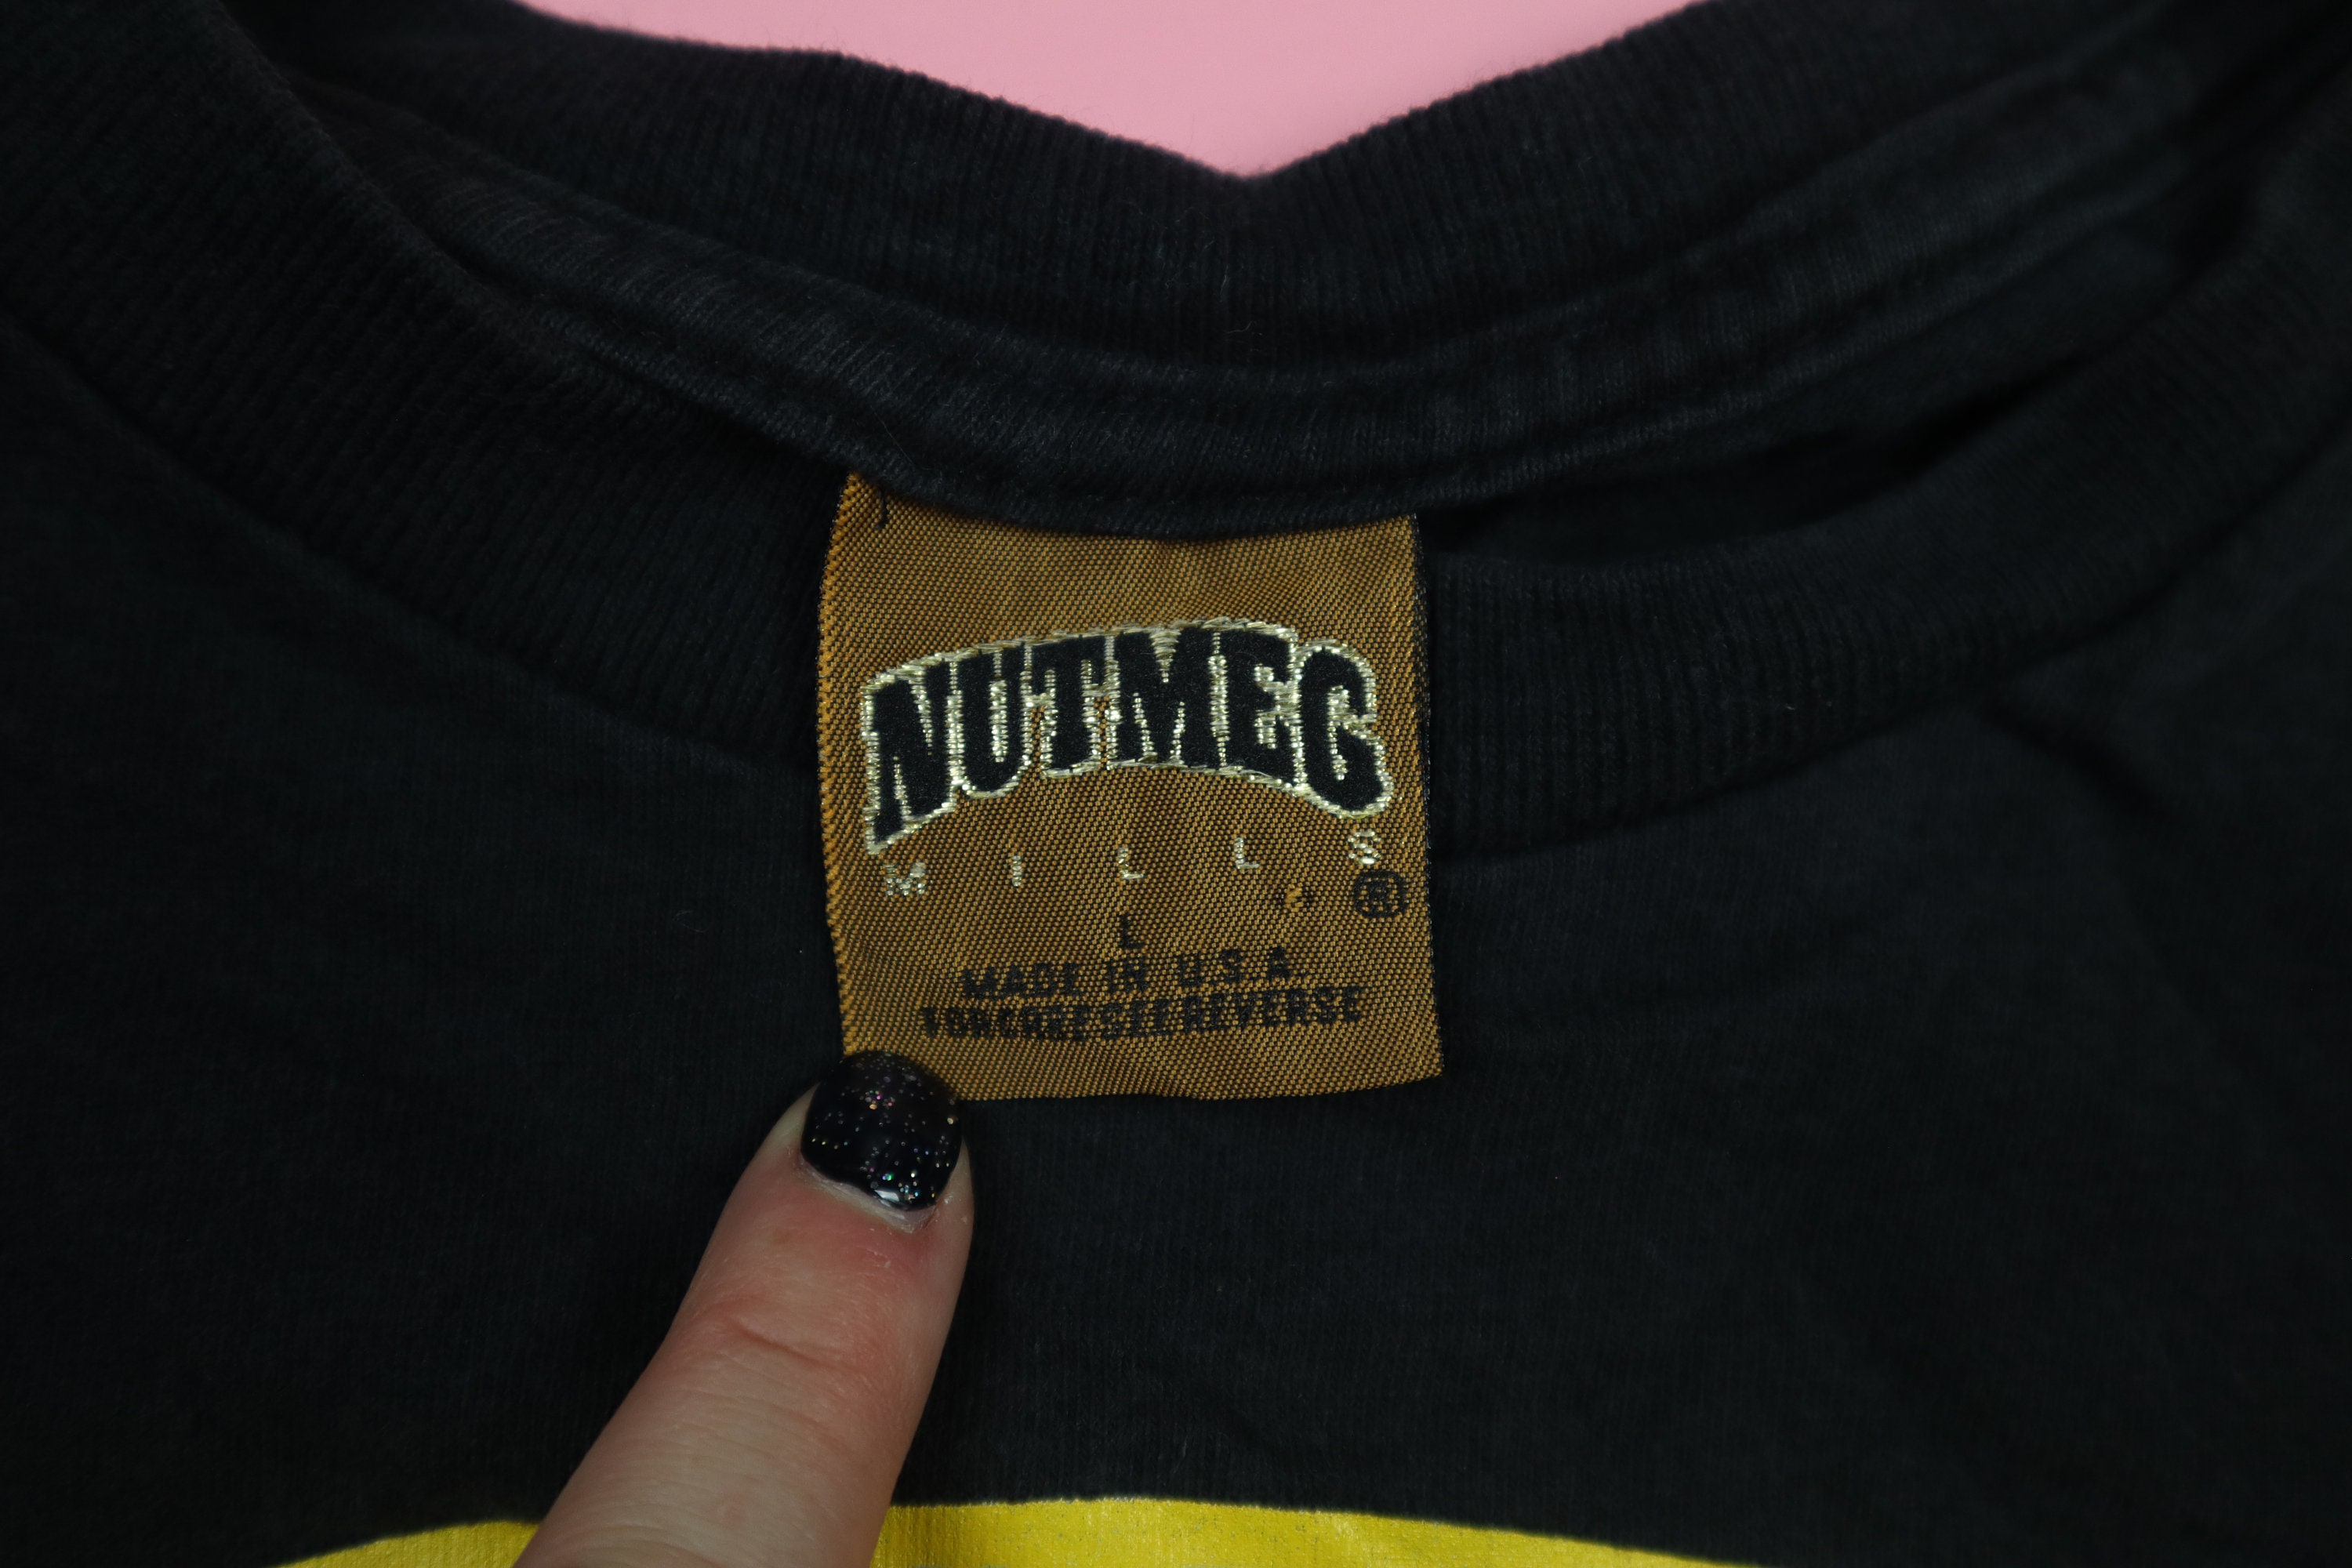 NUTMEG
MILLS
®
L
MADE IN U.S.A.
FOR CARE SEE REVERSE